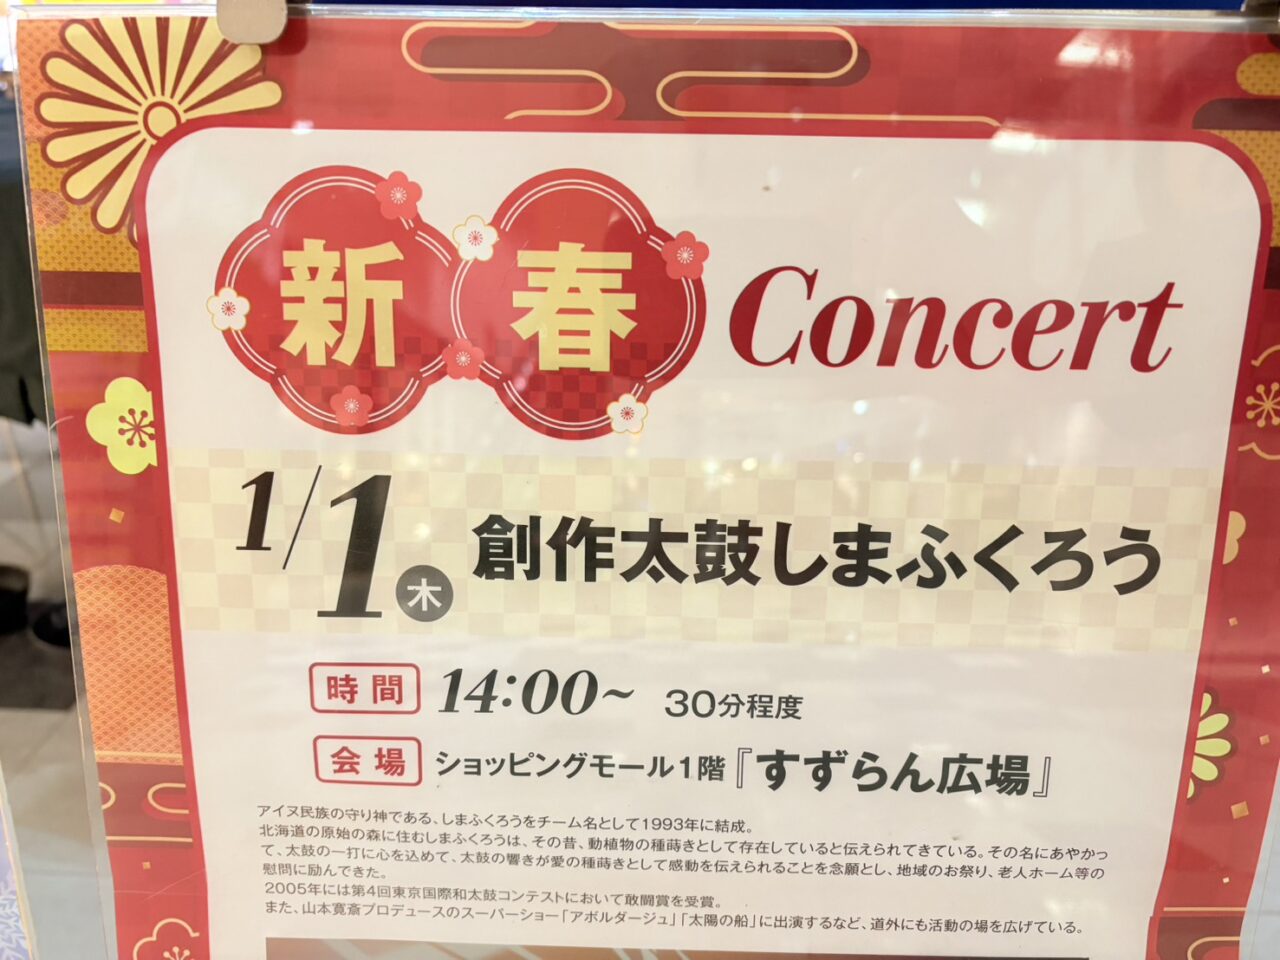 新春 Concert
1/1 木 創作太鼓しまふくろう
時間 14:00~ 30分程度
会場 ショッピングモール1階『すずらん広場』
アイヌ民族の守り神である、しまふくろうをチーム名として1993年に結成。
北海道の原始の森に住むしまふくろうは、その昔、動植物の種蒔きとして存在していると伝えられてきている。その名にあやかっ
て、太鼓の一打に心を込めて、太鼓の響きが愛の種蒔きとして感動を伝えられることを念願とし、地域のお祭り、老人ホーム等の
慰問に励んできた。
2005年には第4回東京国際和太鼓コンテストにおいて敢闘賞を受賞。
また、山本寛斎プロデュースのスーパーショー「アボルダージュ」「太陽の船」に出演するなど、道外にも活動の場を広げている。